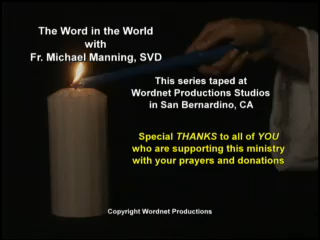 The Word in the World
with
Fr. Michael Manning, SVD
This series taped at
Wordnet Productions Studios
in San Bernardino, CA
Special THANKS to all of YOU
who are supporting this ministry
with your prayers and donations
Copyright Wordnet Productions